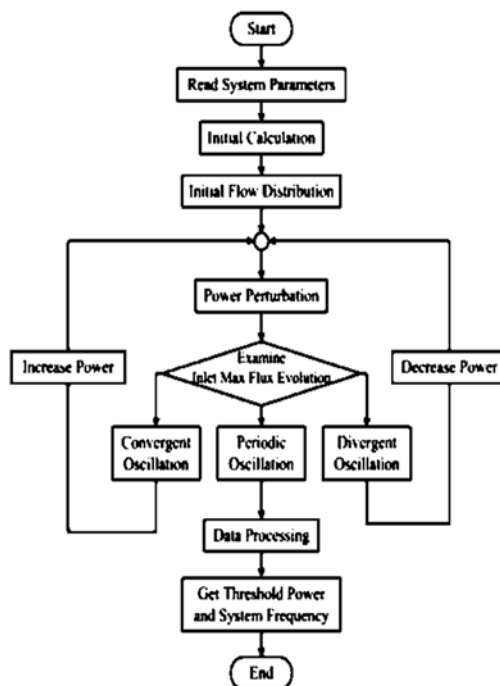 Start
Read System Parameters
Initial Calculation
Initial Flow Distribution
Power Perturbation
Examine
Inlet Max Flux Evolution
Increase Power
Decrease Power
Convergent
Oscillation
Periodic
Oscillation
Divergent
Oscillation
Data Processing
Get Threshold Power
and System Frequency
End